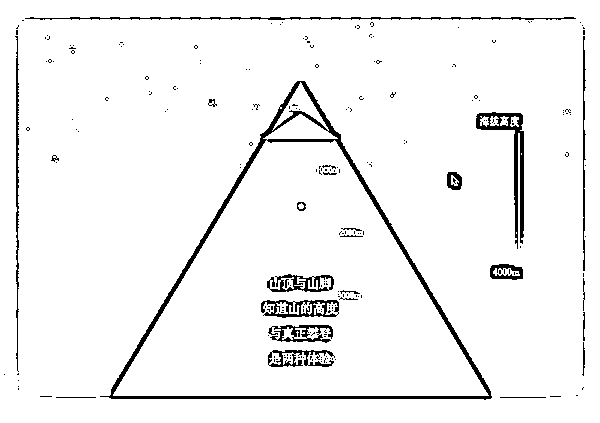 海拔高度
1000m
2000m
4000m
3000m
山顶与山脚
知道山的高度
与真正攀登
是两种体验